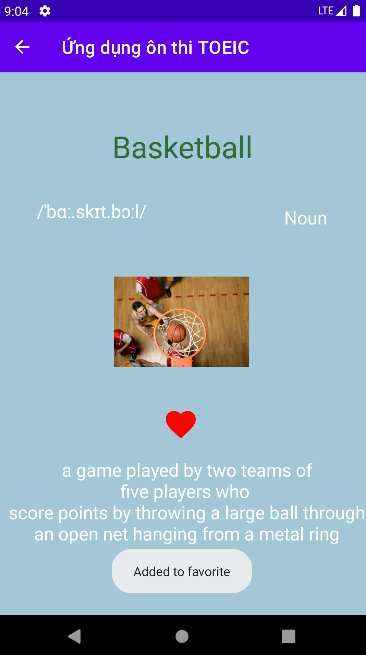 9:04
LTE
Ứng dụng ôn thi TOEIC
Basketball
/ˈbɑː.skɪt.bɔːl/
Noun
a game played by two teams of
five players who
score points by throwing a large ball through
an open net hanging from a metal ring
Added to favorite